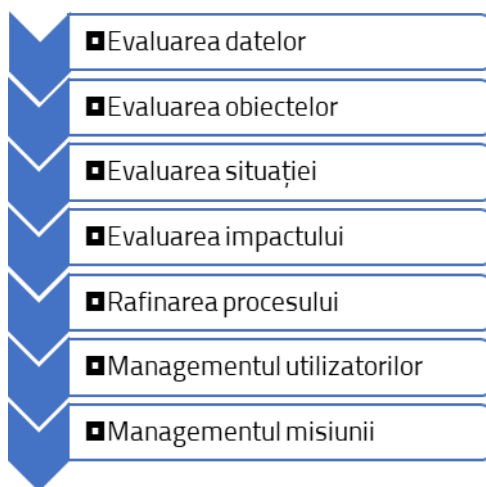 Evaluarea datelor
Evaluarea obiectelor
Evaluarea situației
Evaluarea impactului
Rafinarea procesului
Managementul utilizatorilor
Managementul misiunii